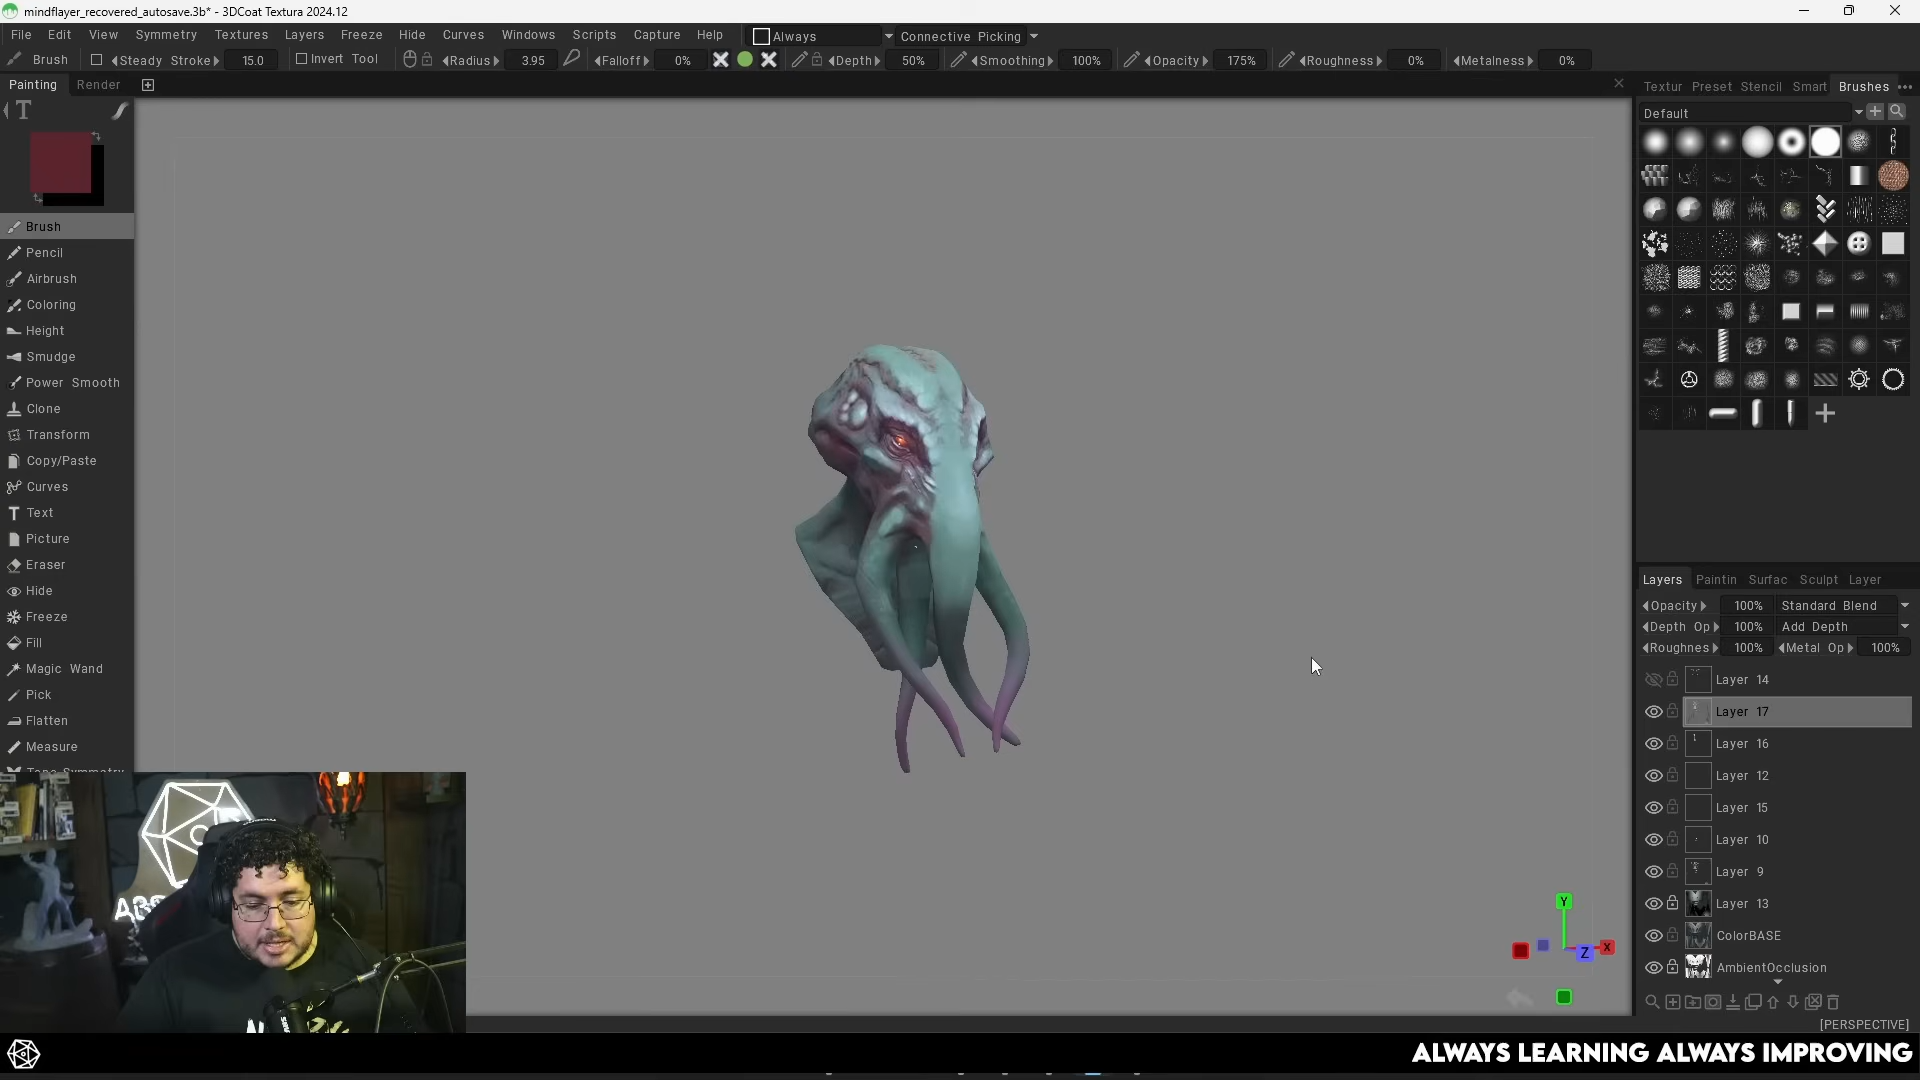 mindflayer_recovered_autosave.3b* - 3DCoat Textura 2024.12
File Edit View Symmetry Textures Layers Freeze Hide Curves Windows Scripts Capture Help Always Connective Picking
Brush Steady Stroke 15.0 Invert Tool Radius 3.95 Falloff 0% Depth 50% Smoothing 100% Opacity 175% Roughness 0% Metalness 0%
Painting Render
Textur Preset Stencil Smart Brushes
Default
T
Brush
Pencil
Airbrush
Coloring
Height
Smudge
Power Smooth
Clone
Transform
Copy/Paste
Curves
T Text
Picture
Eraser
Hide
Freeze
Fill
Magic Wand
Pick
Flatten
Measure
Layers Paintin Surfac Sculpt Layer
Opacity 100% Standard Blend
Depth Op 100% Add Depth
Roughnes 100% Metal Op 100%
Layer 14
Layer 17
Layer 16
Layer 12
Layer 15
Layer 10
Layer 9
Layer 13
ColorBASE
AmbientOcclusion
Y
Z
X
[PERSPECTIVE]
ALWAYS LEARNING ALWAYS IMPROVING